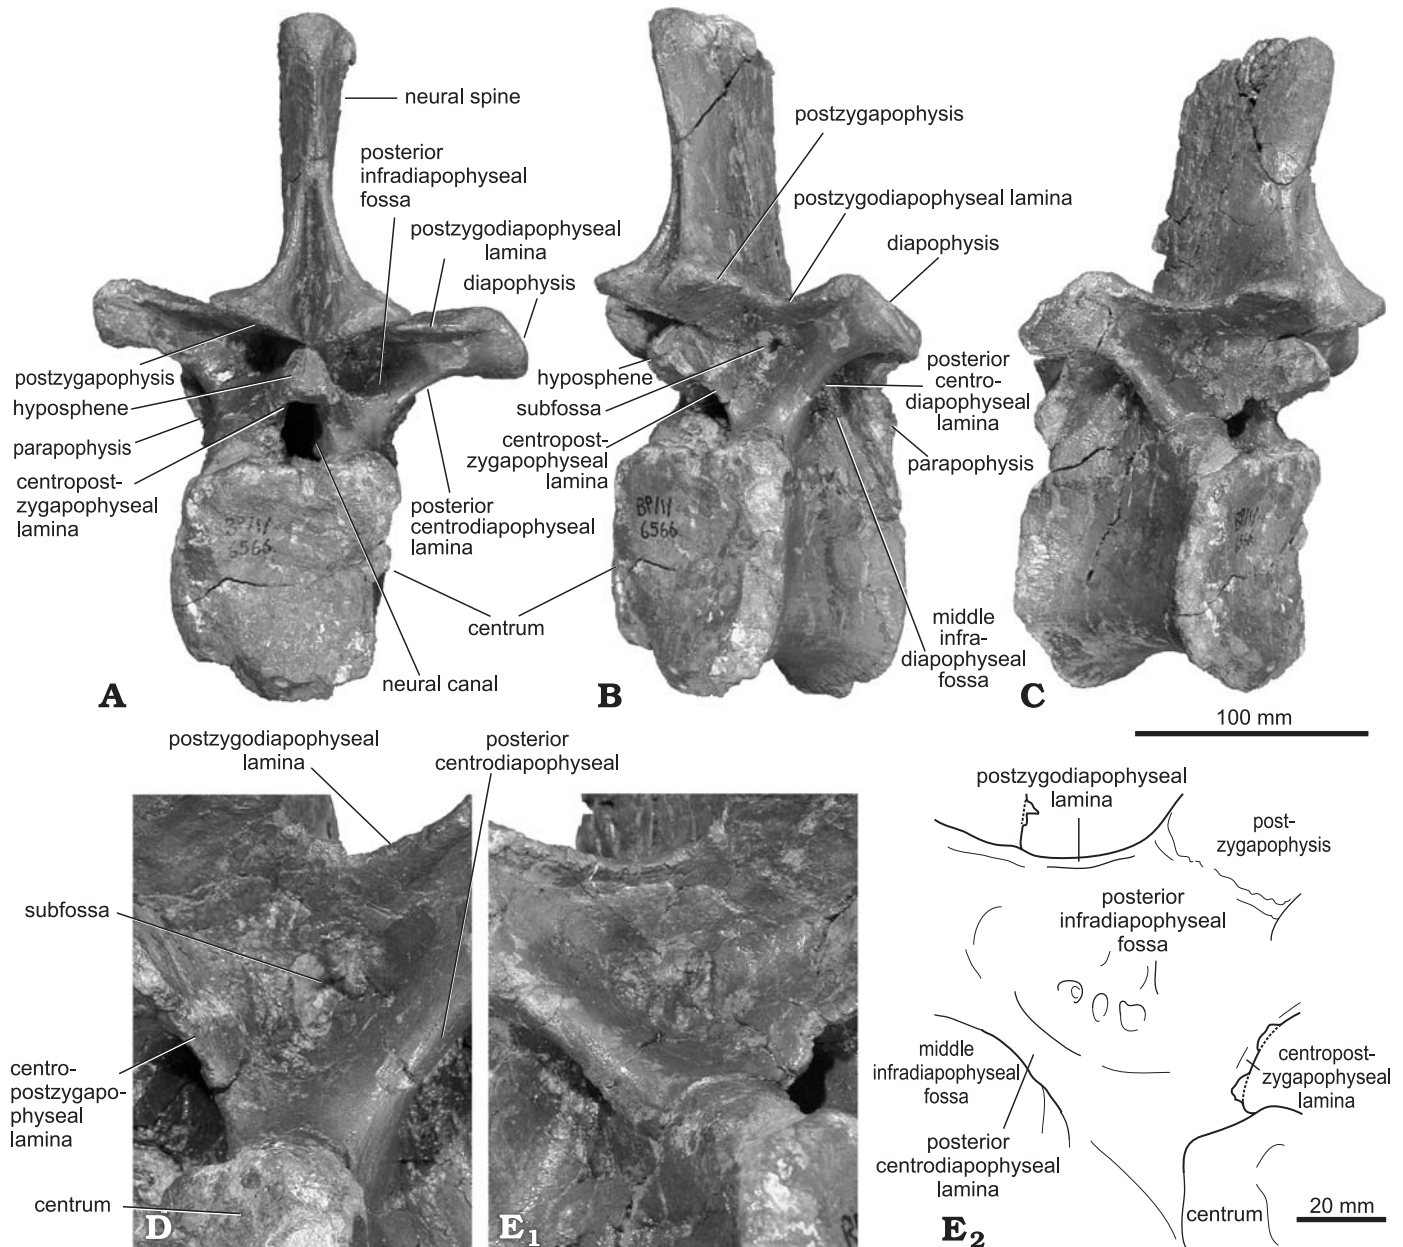 neural spine
posterior
infradiapophyseal
fossa
postzygodiapophyseal
lamina
diapophysis
postzygapophysis
hyposphene
parapophysis
centropost-
zygapophyseal
lamina
posterior
centrodiapophyseal
lamina
centrum
neural canal
BP/1/
6566
A
postzygapophysis
postzygodiapophyseal lamina
diapophysis
hyposphene
subfossa
centropost-
zygapophyseal
lamina
posterior
centro-
diapophyseal
lamina
parapophysis
middle
infra-
diapophyseal
fossa
BP/1/
6566
B
C
100 mm
postzygodiapophyseal
lamina
posterior
centrodiapophyseal
subfossa
centro-
postzygapo-
physeal
lamina
centrum
D
E1
postzygodiapophyseal
lamina
post-
zygapophysis
posterior
infradiapophyseal
fossa
middle
infradiapophyseal
fossa
centropost-
zygapophyseal
lamina
posterior
centrodiapophyseal
lamina
centrum
E2
20 mm